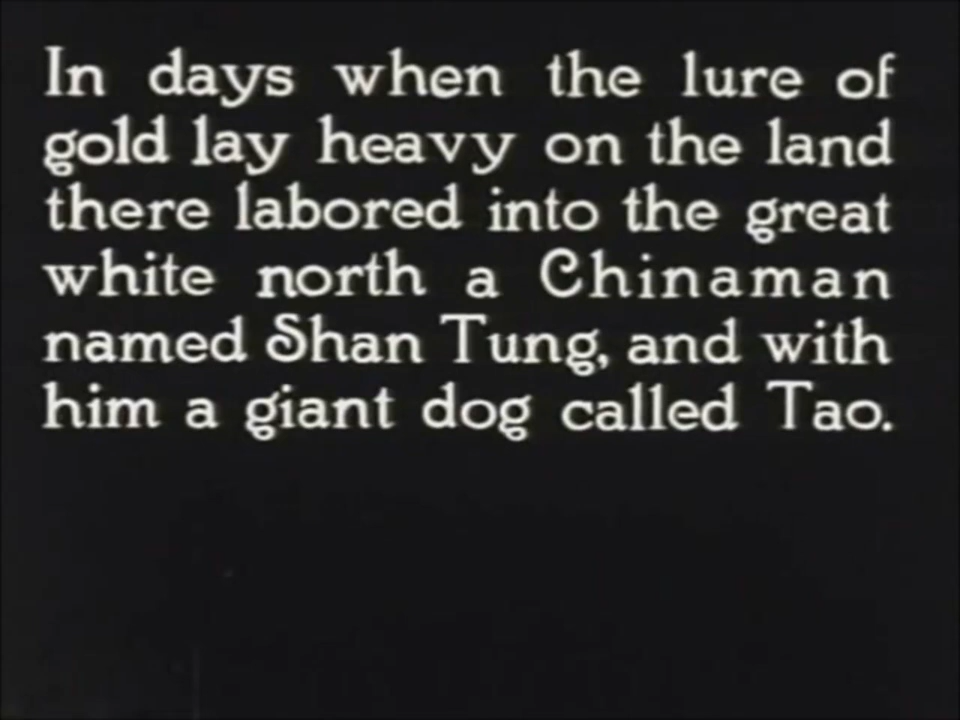 In days when the lure of
gold lay heavy on the land
there labored into the great
white north a Chinaman
named Shan Tung, and with
him a giant dog called Tao.